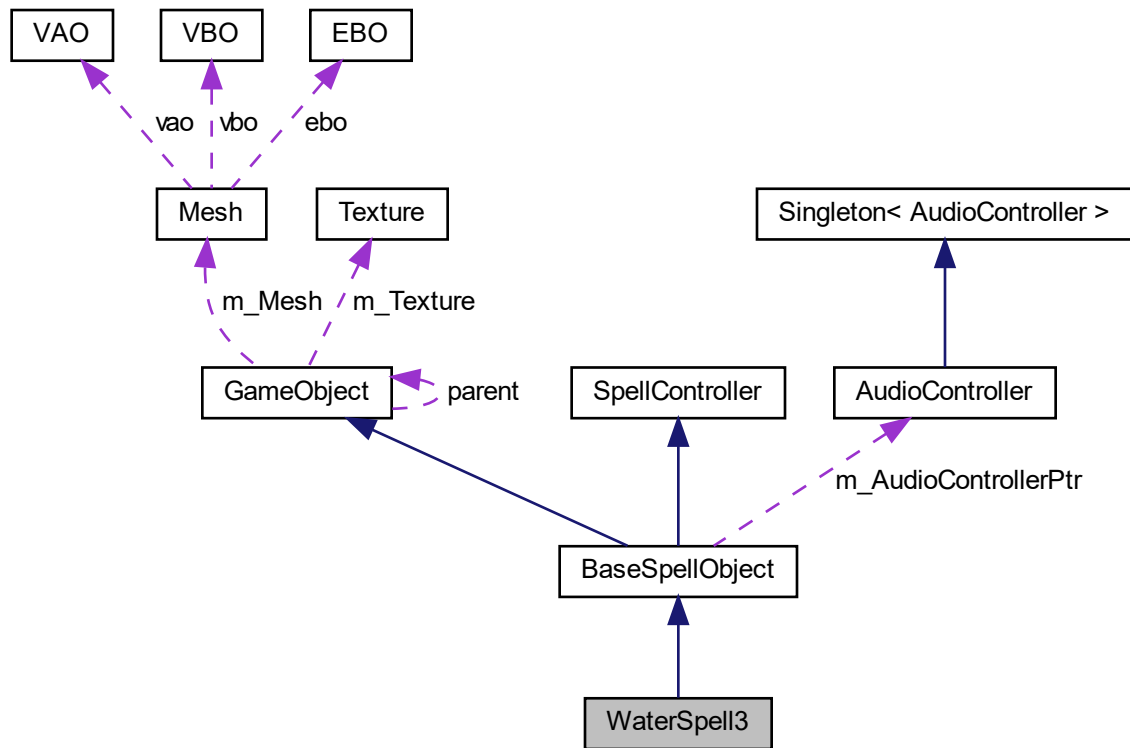 VAO
VBO
EBO
vao
vbo
ebo
Mesh
Texture
Singleton< AudioController >
m_Mesh
m_Texture
GameObject
parent
SpellController
AudioController
m_AudioControllerPtr
BaseSpellObject
WaterSpell3